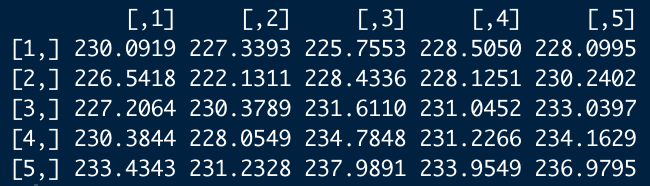 [,1] [,2] [,3] [,4] [,5]
[1,] 230.0919 227.3393 225.7553 228.5050 228.0995
[2,] 226.5418 222.1311 228.4336 228.1251 230.2402
[3,] 227.2064 230.3789 231.6110 231.0452 233.0397
[4,] 230.3844 228.0549 234.7848 231.2266 234.1629
[5,] 233.4343 231.2328 237.9891 233.9549 236.9795